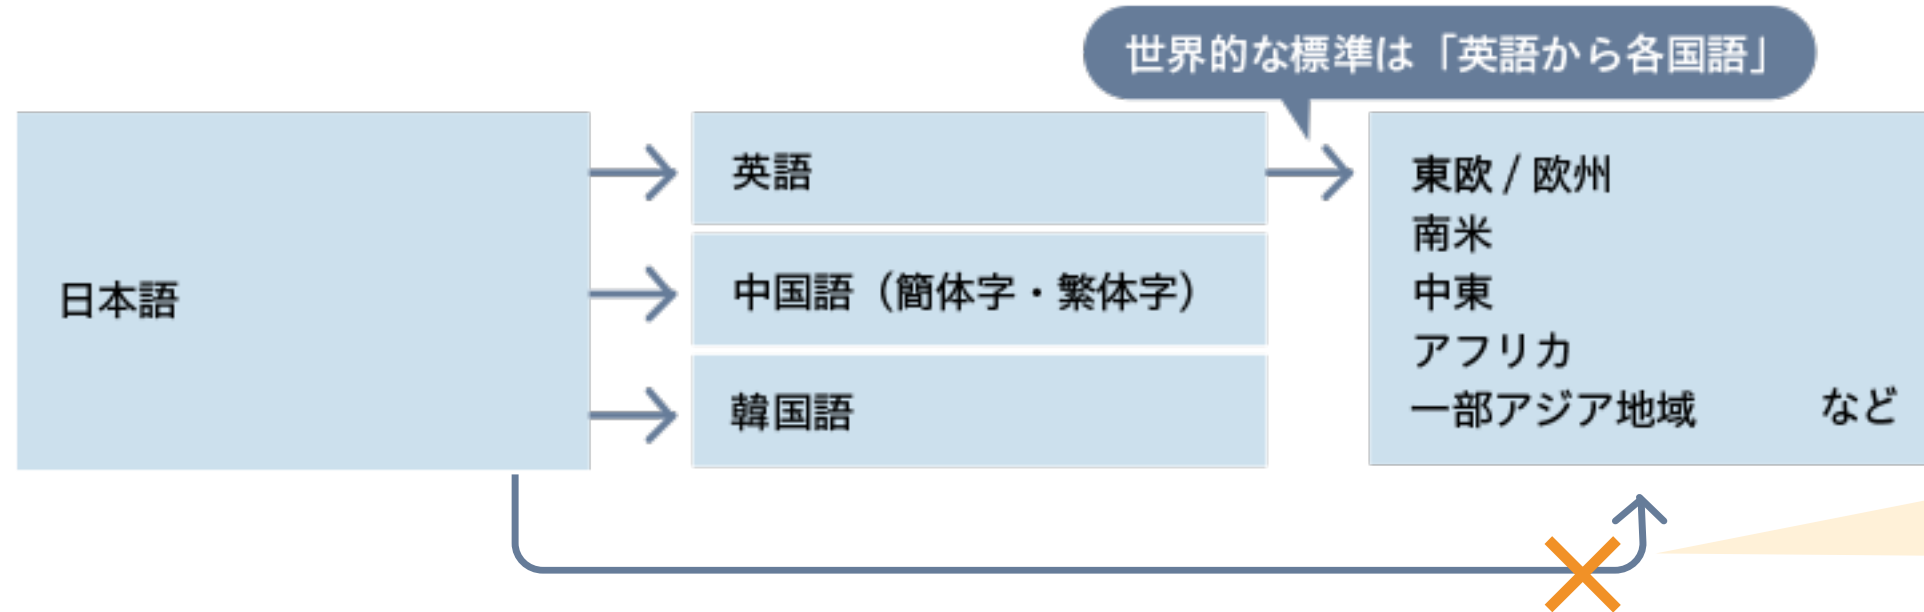 世界的な標準は「英語から各国語」
日本語
英語
中国語（簡体字・繁体字）
韓国語
東欧 / 欧州
南米
中東
アフリカ
一部アジア地域 など